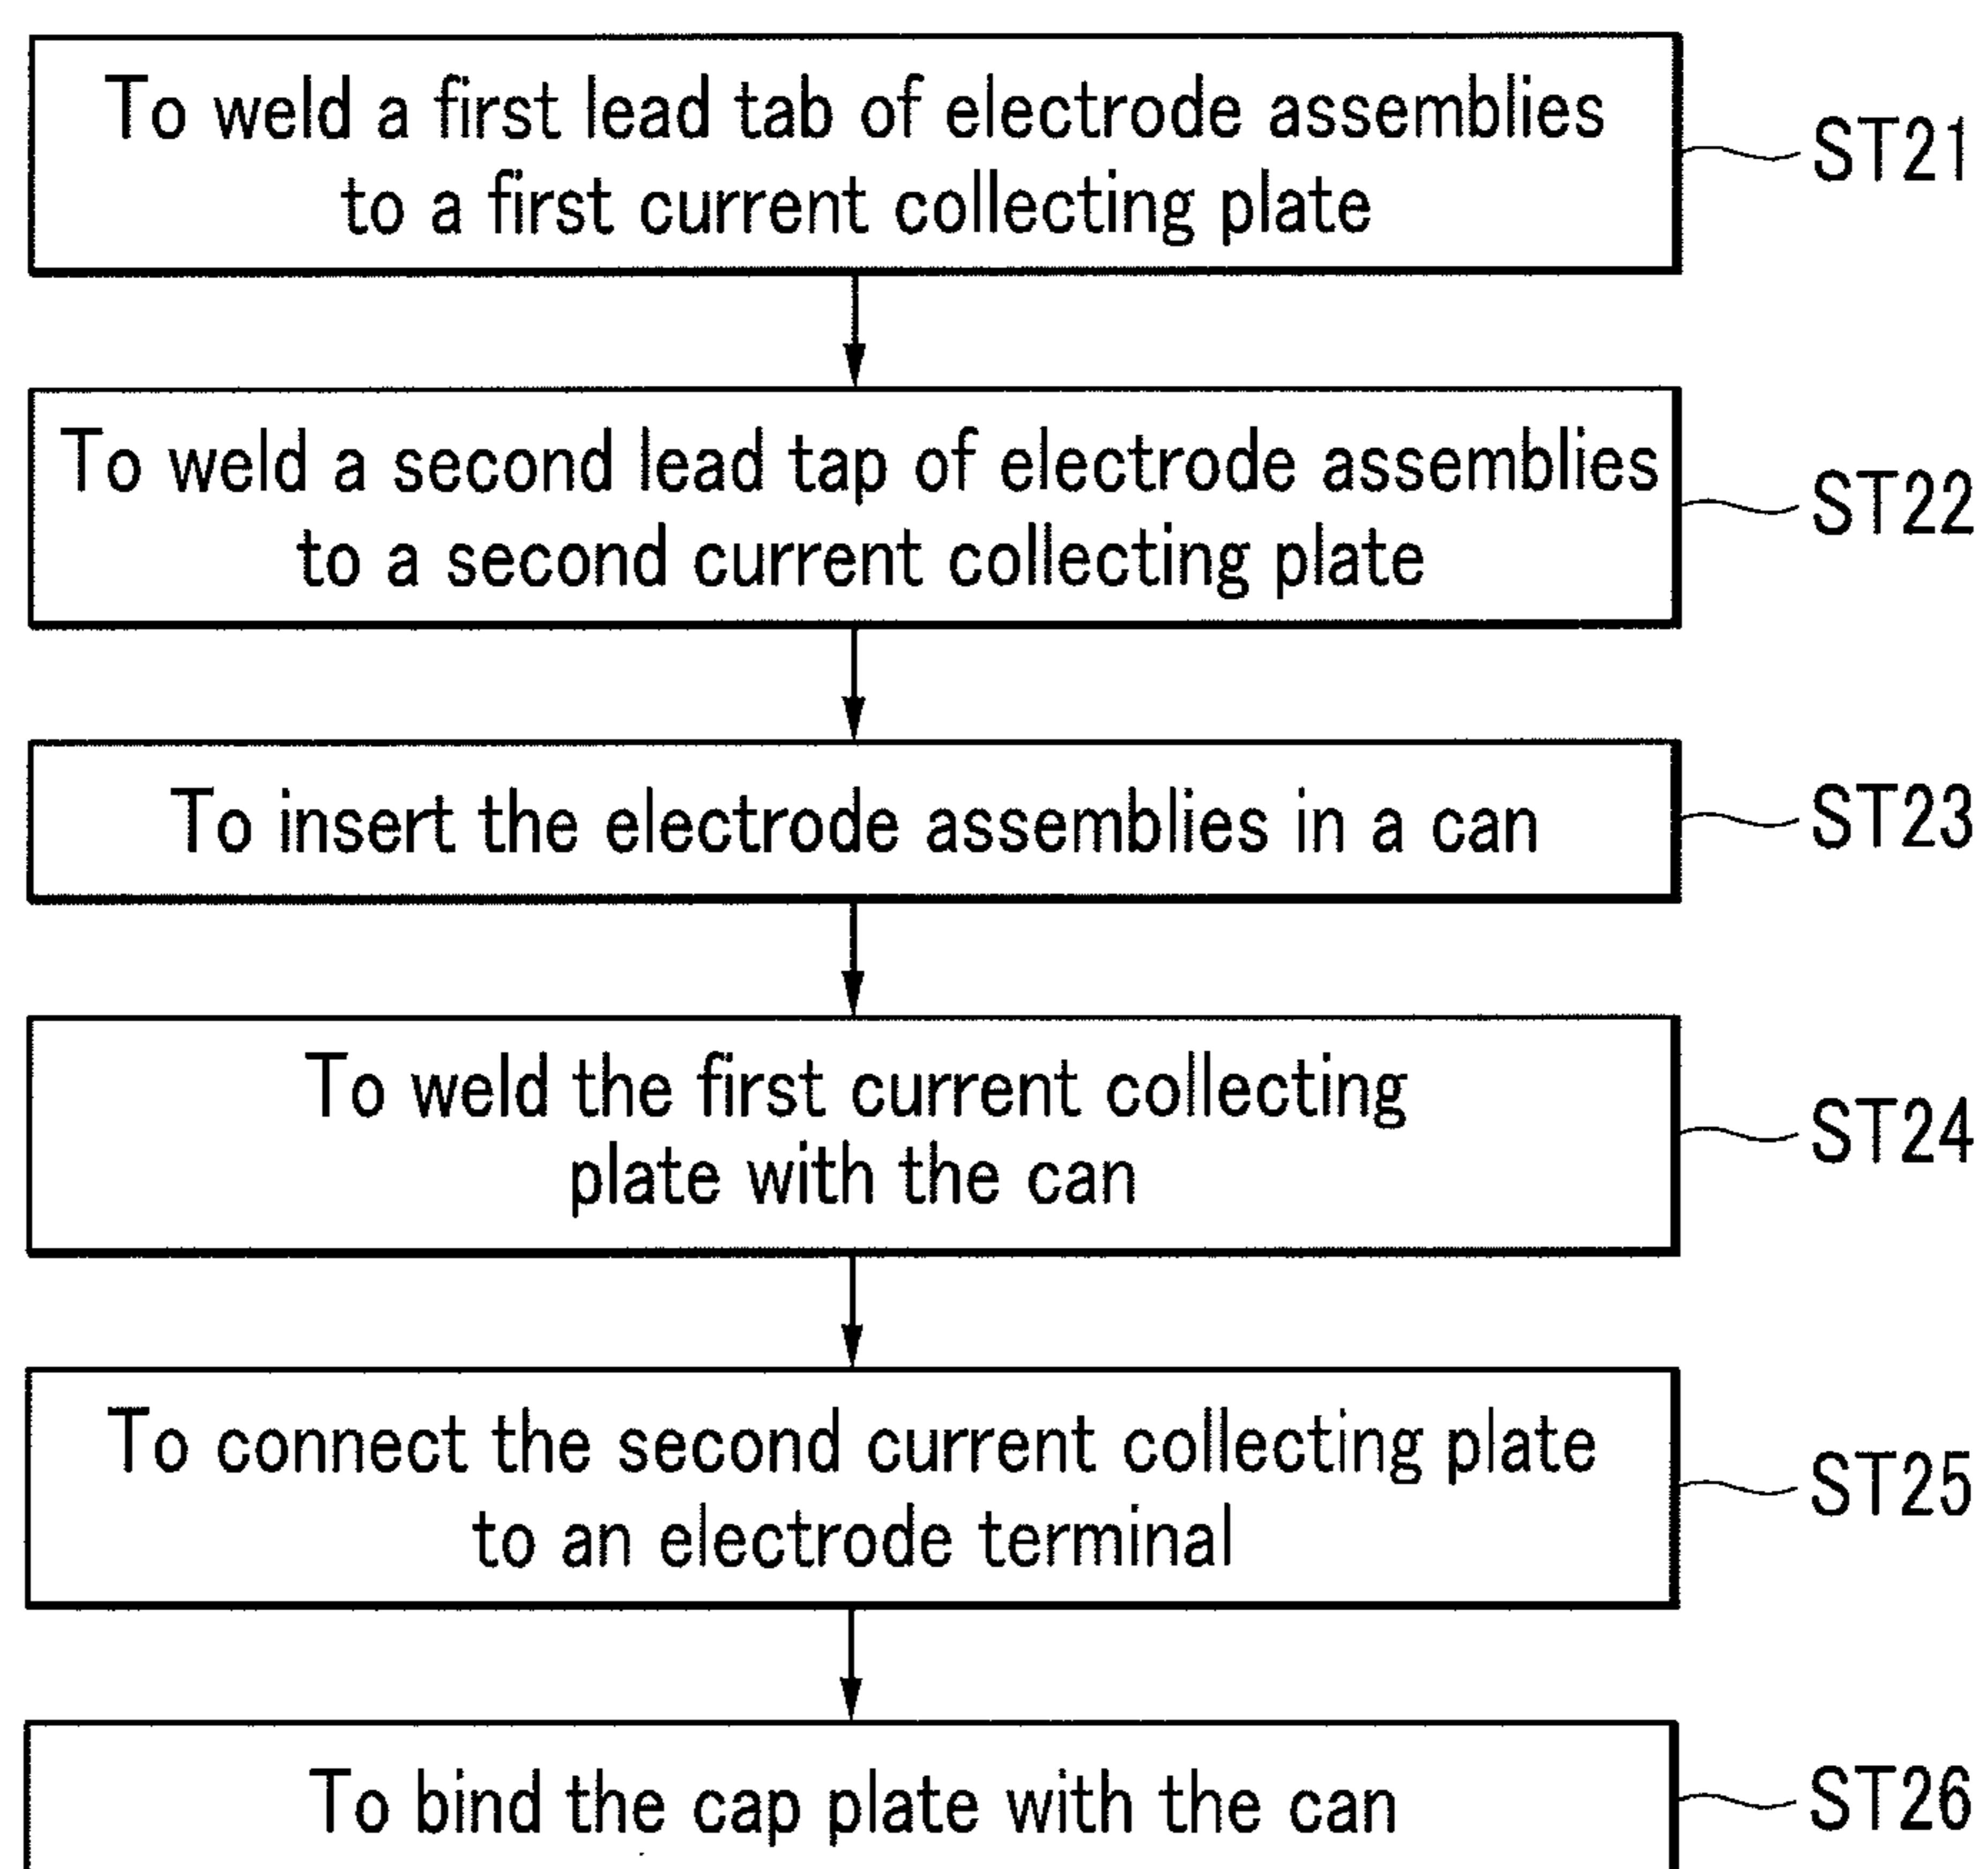 To weld a first lead tab of electrode assemblies
to a first current collecting plate
ST21
To weld a second lead tap of electrode assemblies
to a second current collecting plate
ST22
To insert the electrode assemblies in a can
ST23
To weld the first current collecting
plate with the can
ST24
To connect the second current collecting plate
to an electrode terminal
ST25
To bind the cap plate with the can
ST26